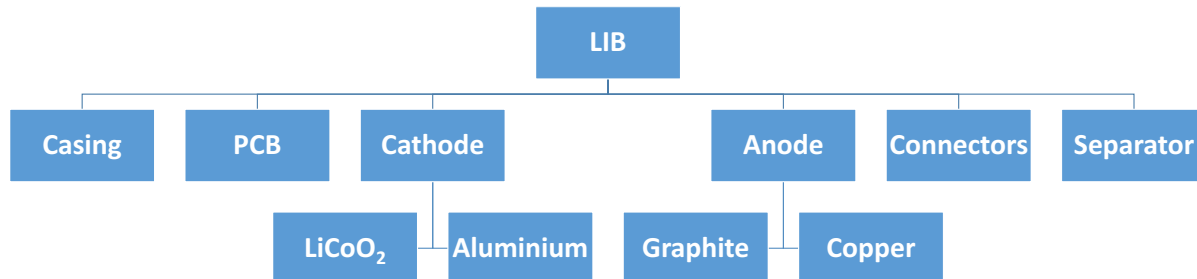 LIB
Casing
PCB
Cathode
Anode
Connectors
Separator
LiCoO₂
Aluminium
Graphite
Copper